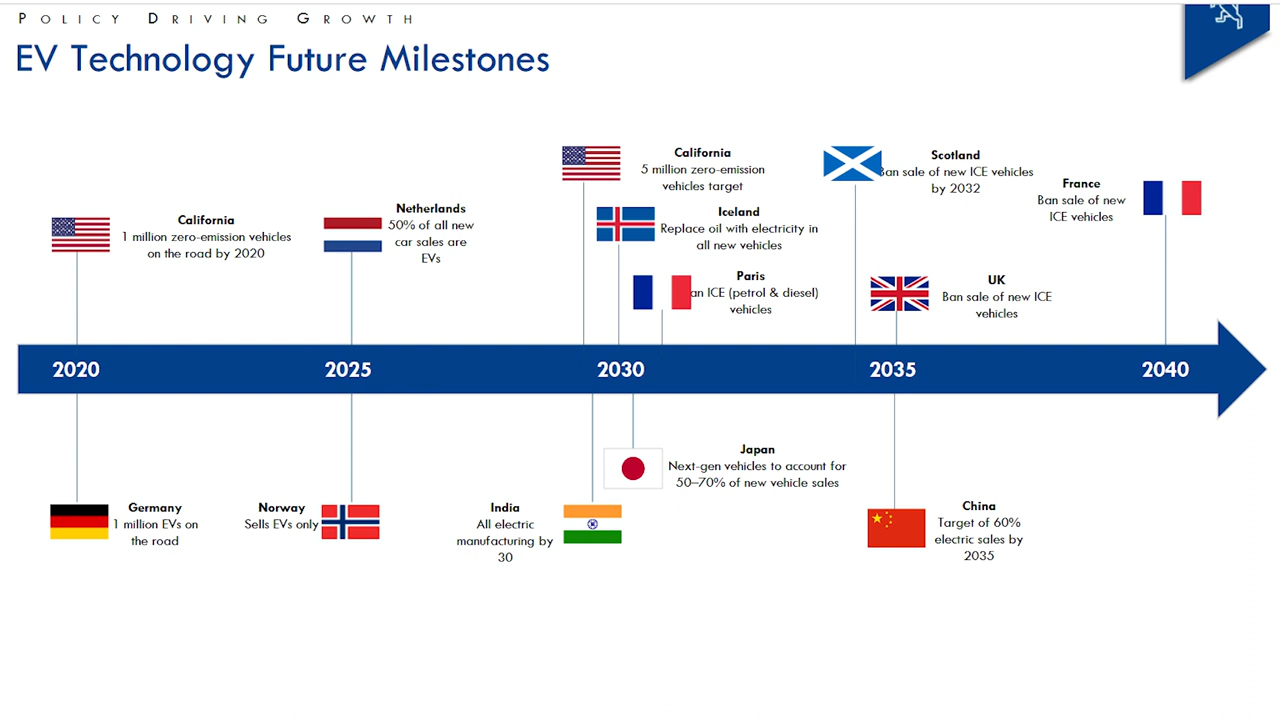 POLICY DRIVING GROWTH
EV Technology Future Milestones
California
1 million zero-emission vehicles
on the road by 2020
Netherlands
50% of all new
car sales are
EVs
California
5 million zero-emission
vehicles target
Iceland
Replace oil with electricity in
all new vehicles
Paris
an ICE (petrol & diesel)
vehicles
Scotland
Ban sale of new ICE vehicles
by 2032
UK
Ban sale of new ICE
vehicles
France
Ban sale of new
ICE vehicles
2020
2025
2030
2035
2040
Germany
1 million EVs on
the road
Norway
Sells EVs only
India
All electric
manufacturing by
30
Japan
Next-gen vehicles to account for
50–70% of new vehicle sales
China
Target of 60%
electric sales by
2035